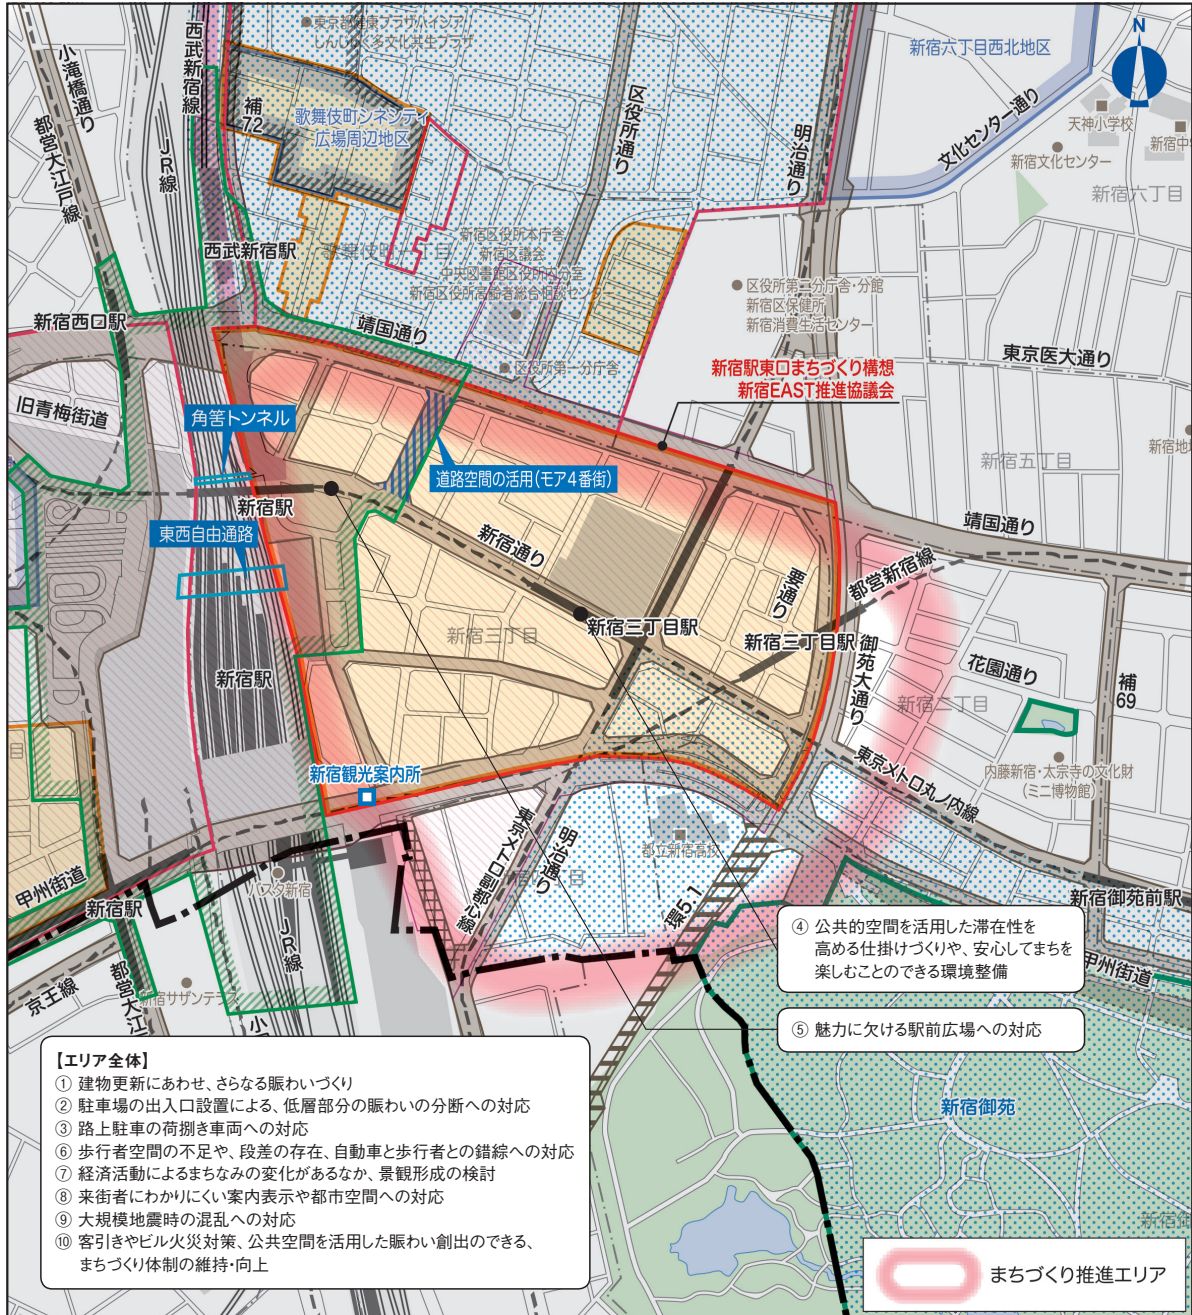 東京都健康プラザハイジア
しんじゅく多文化共生プラザ
新宿六丁目西北地区
N
小滝橋通り
都営大江戸線
JR線
西武新宿線
補72
歌舞伎町シネシティ
広場周辺地区
区役所通り
明治通り
文化センター通り
天神小学校
新宿文化センター
新宿六丁目
西武新宿駅
新宿区役所本庁舎
新宿区議会
中央図書館区役所内分室
新宿区役所高齢者総合相談センター
区役所第二分庁舎・分館
新宿区保健所
新宿消費生活センター
新宿西口駅
靖国通り
区役所第一分庁舎
東京医大通り
新宿駅東口まちづくり構想
新宿EAST推進協議会
旧青梅街道
角筈トンネル
道路空間の活用(モア4番街)
新宿五丁目
新宿駅
東西自由通路
新宿通り
靖国通り
要通り
都営新宿線
新宿三丁目
新宿三丁目駅
新宿三丁目駅
御苑大通り
花園通り
補69
新宿駅
新宿二丁目
新宿観光案内所
東京メトロ丸ノ内線
内藤新宿・太宗寺の文化財
(ミニ博物館)
東京メトロ副都心線
明治通り
都立新宿高校
甲州街道
バスタ新宿
新宿駅
環5.1
新宿御苑前駅
JR線
甲州街道
京王線
新宿サザンテラス
④ 公共的空間を活用した滞在性を
高める仕掛けづくりや、安心してまちを
楽しむことのできる環境整備
⑤ 魅力に欠ける駅前広場への対応
【エリア全体】
① 建物更新にあわせ、さらなる賑わいづくり
② 駐車場の出入口設置による、低層部分の賑わいの分断への対応
③ 路上駐車の荷捌き車両への対応
⑥ 歩行者空間の不足や、段差の存在、自動車と歩行者との錯綜への対応
⑦ 経済活動によるまちなみの変化があるなか、景観形成の検討
⑧ 来街者にわかりにくい案内表示や都市空間への対応
⑨ 大規模地震時の混乱への対応
⑩ 客引きやビル火災対策、公共空間を活用した賑わい創出のできる、
まちづくり体制の維持・向上
新宿御苑
まちづくり推進エリア